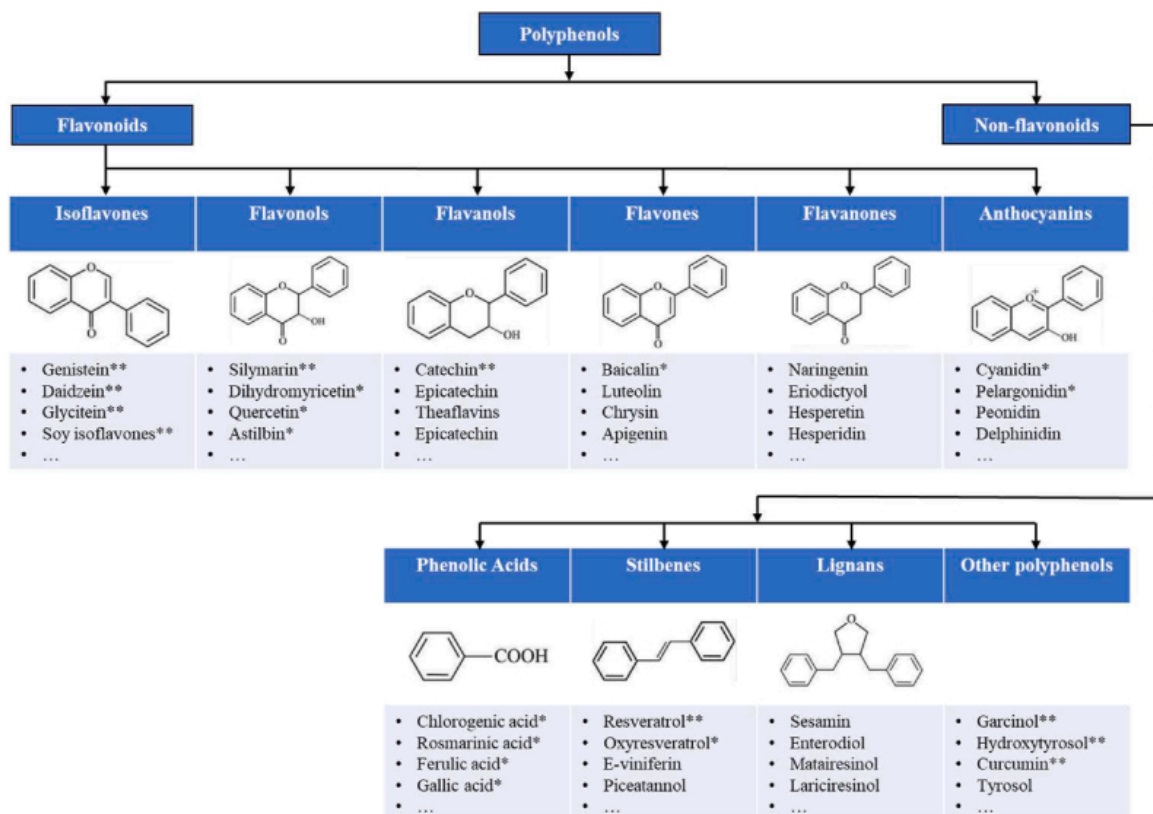 Polyphenols
Flavonoids
Non-flavonoids
Isoflavones
Flavonols
Flavanols
Flavones
Flavanones
Anthocyanins
O
O
O
OH
O
O
OH
O
O
O
O
O+
OH
• Genistein**
• Daidzein**
• Glycitein**
• Soy isoflavones**
• …
• Silymarin**
• Dihydromyricetin*
• Quercetin*
• Astilbin*
• …
• Catechin**
• Epicatechin
• Theaflavins
• Epicatechin
• …
• Baicalin*
• Luteolin
• Chrysin
• Apigenin
• …
• Naringenin
• Eriodictyol
• Hesperetin
• Hesperidin
• …
• Cyanidin*
• Pelargonidin*
• Peonidin
• Delphinidin
• …
Phenolic Acids
Stilbenes
Lignans
Other polyphenols
COOH
O
• Chlorogenic acid*
• Rosmarinic acid*
• Ferulic acid*
• Gallic acid*
• …
• Resveratrol**
• Oxyresveratrol*
• E-viniferin
• Piceatannol
• …
• Sesamin
• Enterodiol
• Matairesinol
• Lariciresinol
• …
• Garcinol**
• Hydroxytyrosol**
• Curcumin**
• Tyrosol
• …